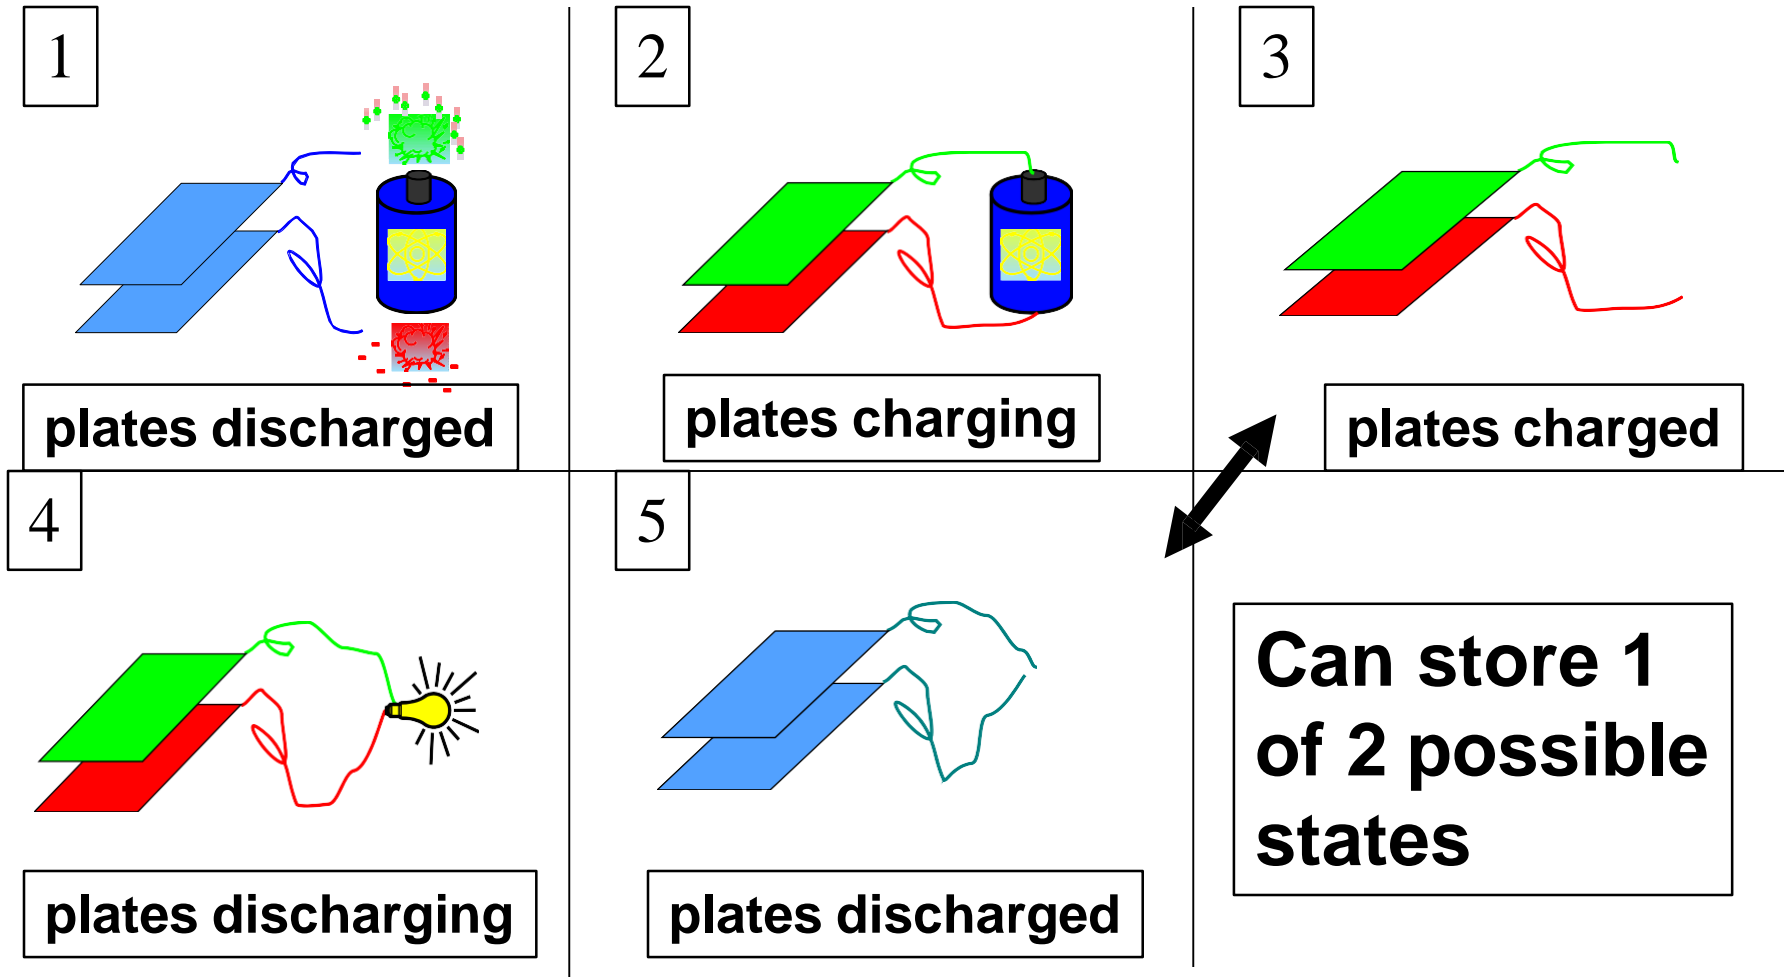 1
plates discharged
2
plates charging
3
plates charged
4
plates discharging
5
plates discharged
Can store 1
of 2 possible
states